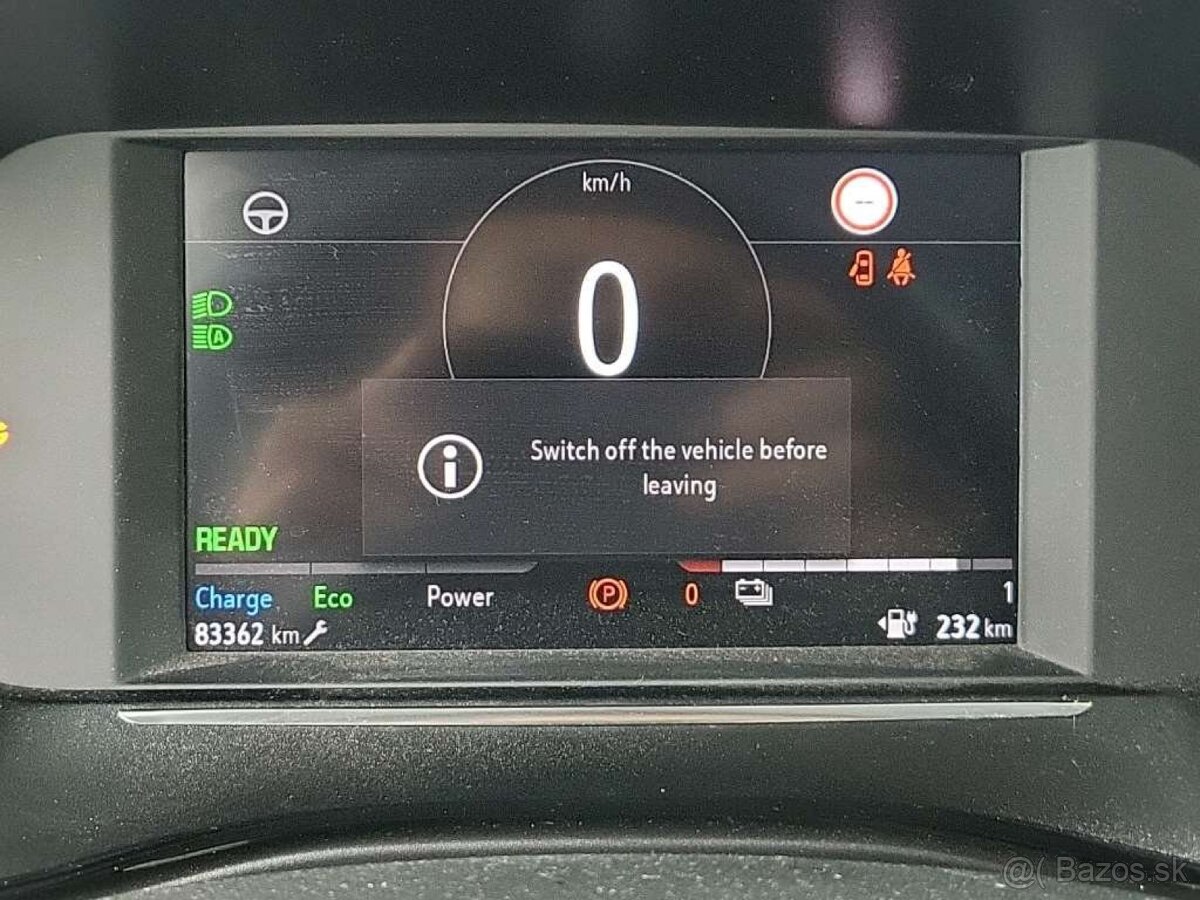 km/h
--
0
A
Switch off the vehicle before
leaving
READY
Charge Eco Power
P
0 1
83362 km
232 km
@( Bazos.sk